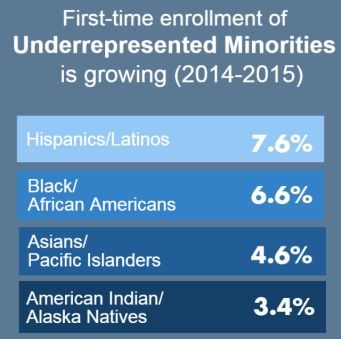 First-time enrollment of
Underrepresented Minorities
is growing (2014-2015)
Hispanics/Latinos 7.6%
Black/
African Americans 6.6%
Asians/
Pacific Islanders 4.6%
American Indian/
Alaska Natives 3.4%